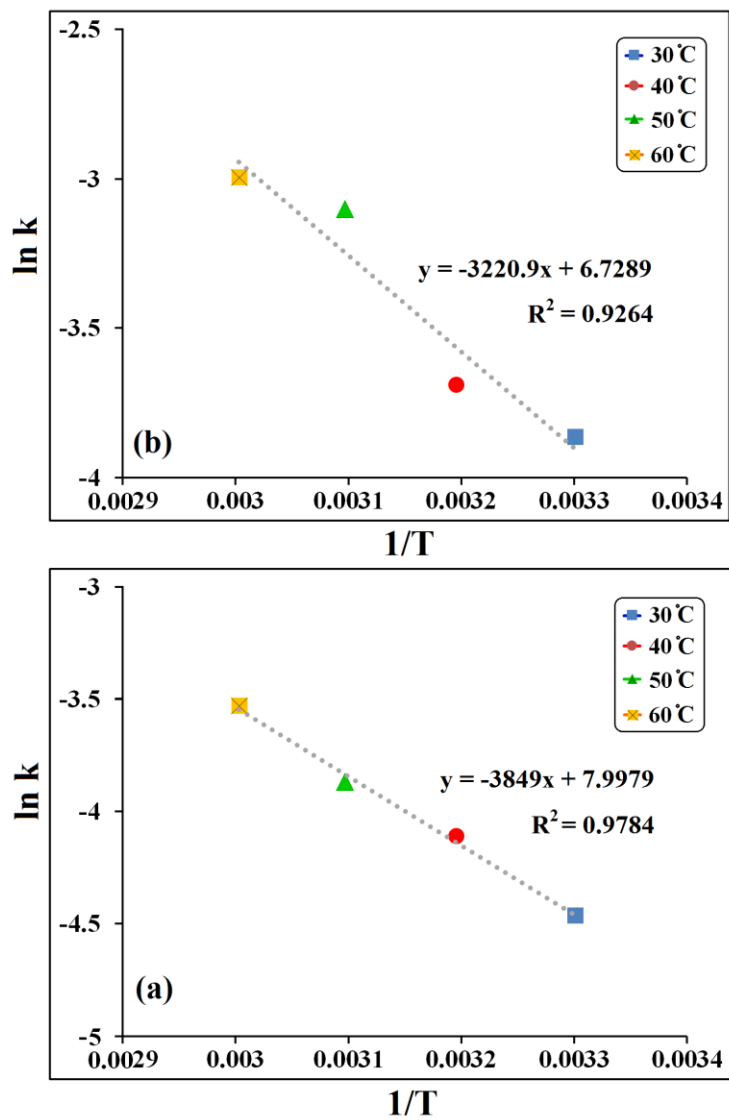 -2.5
30°C
40°C
50°C
60°C
-3
ln k
y = -3220.9x + 6.7289
R² = 0.9264
-3.5
(b)
-4
0.0029 0.003 0.0031 0.0032 0.0033 0.0034
1/T
-3
30°C
40°C
50°C
60°C
-3.5
ln k
y = -3849x + 7.9979
R² = 0.9784
-4
-4.5
(a)
-5
0.0029 0.003 0.0031 0.0032 0.0033 0.0034
1/T